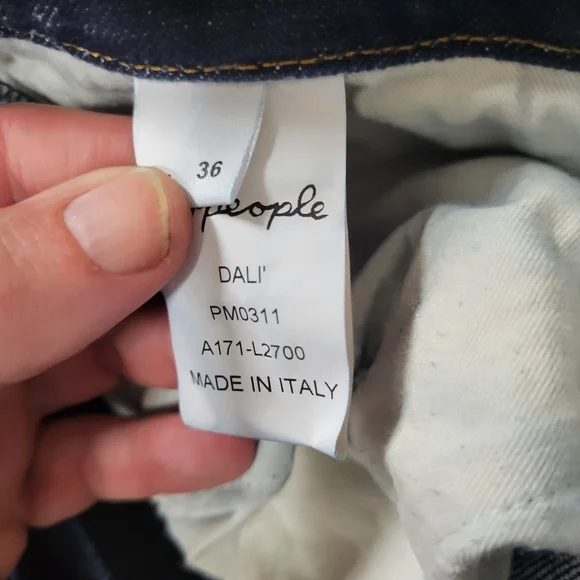 36
people
DALI'
PM0311
A171-L2700
MADE IN ITALY